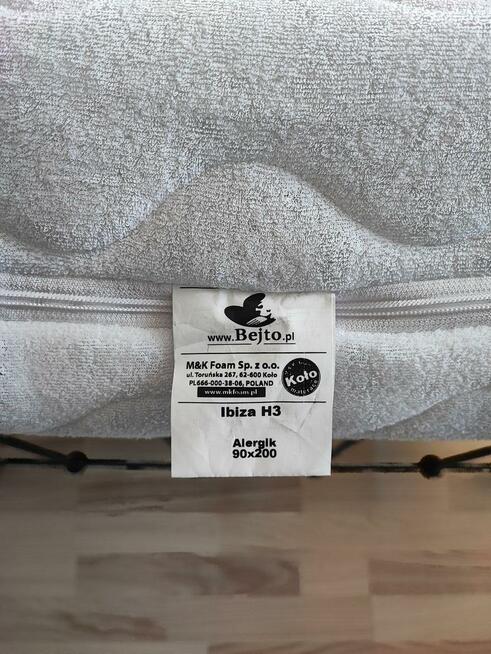 www.Bejto.pl
M&K Foam Sp. z o.o.
ul. Toruńska 267, 62-600 Koło
PL666-000-38-06, POLAND
www.mkfoam.pl
Koło
materace
Ibiza H3
Alergik
90x200